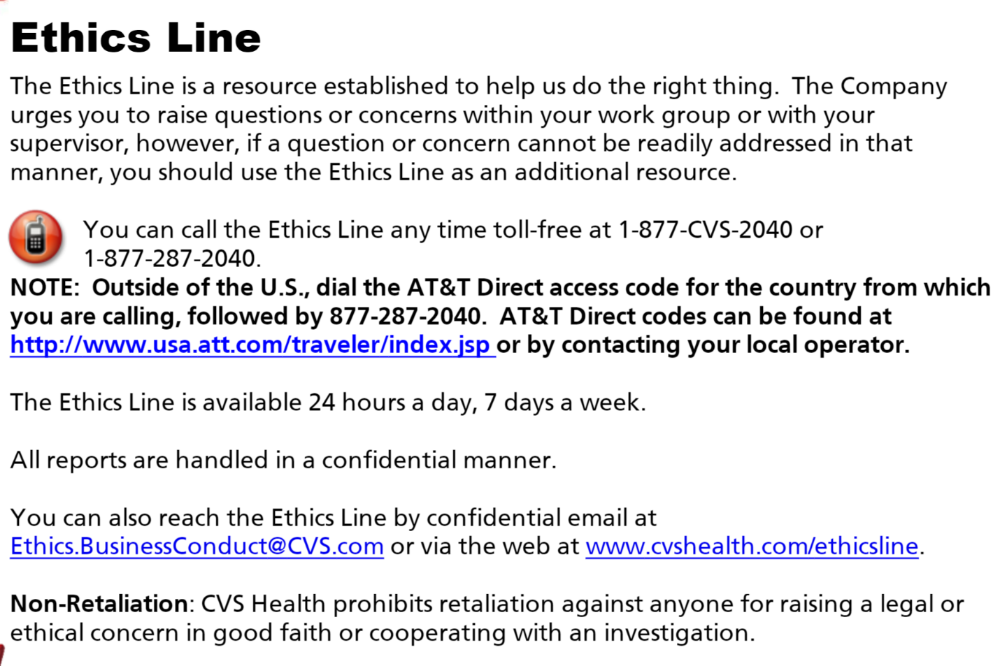 Ethics Line
The Ethics Line is a resource established to help us do the right thing.  The Company
urges you to raise questions or concerns within your work group or with your
supervisor, however, if a question or concern cannot be readily addressed in that
manner, you should use the Ethics Line as an additional resource.
You can call the Ethics Line any time toll-free at 1-877-CVS-2040 or
1-877-287-2040.
NOTE:  Outside of the U.S., dial the AT&T Direct access code for the country from which
you are calling, followed by 877-287-2040.  AT&T Direct codes can be found at
http://www.usa.att.com/traveler/index.jsp or by contacting your local operator.
The Ethics Line is available 24 hours a day, 7 days a week.
All reports are handled in a confidential manner.
You can also reach the Ethics Line by confidential email at
Ethics.BusinessConduct@CVS.com or via the web at www.cvshealth.com/ethicsline.
Non-Retaliation: CVS Health prohibits retaliation against anyone for raising a legal or
ethical concern in good faith or cooperating with an investigation.